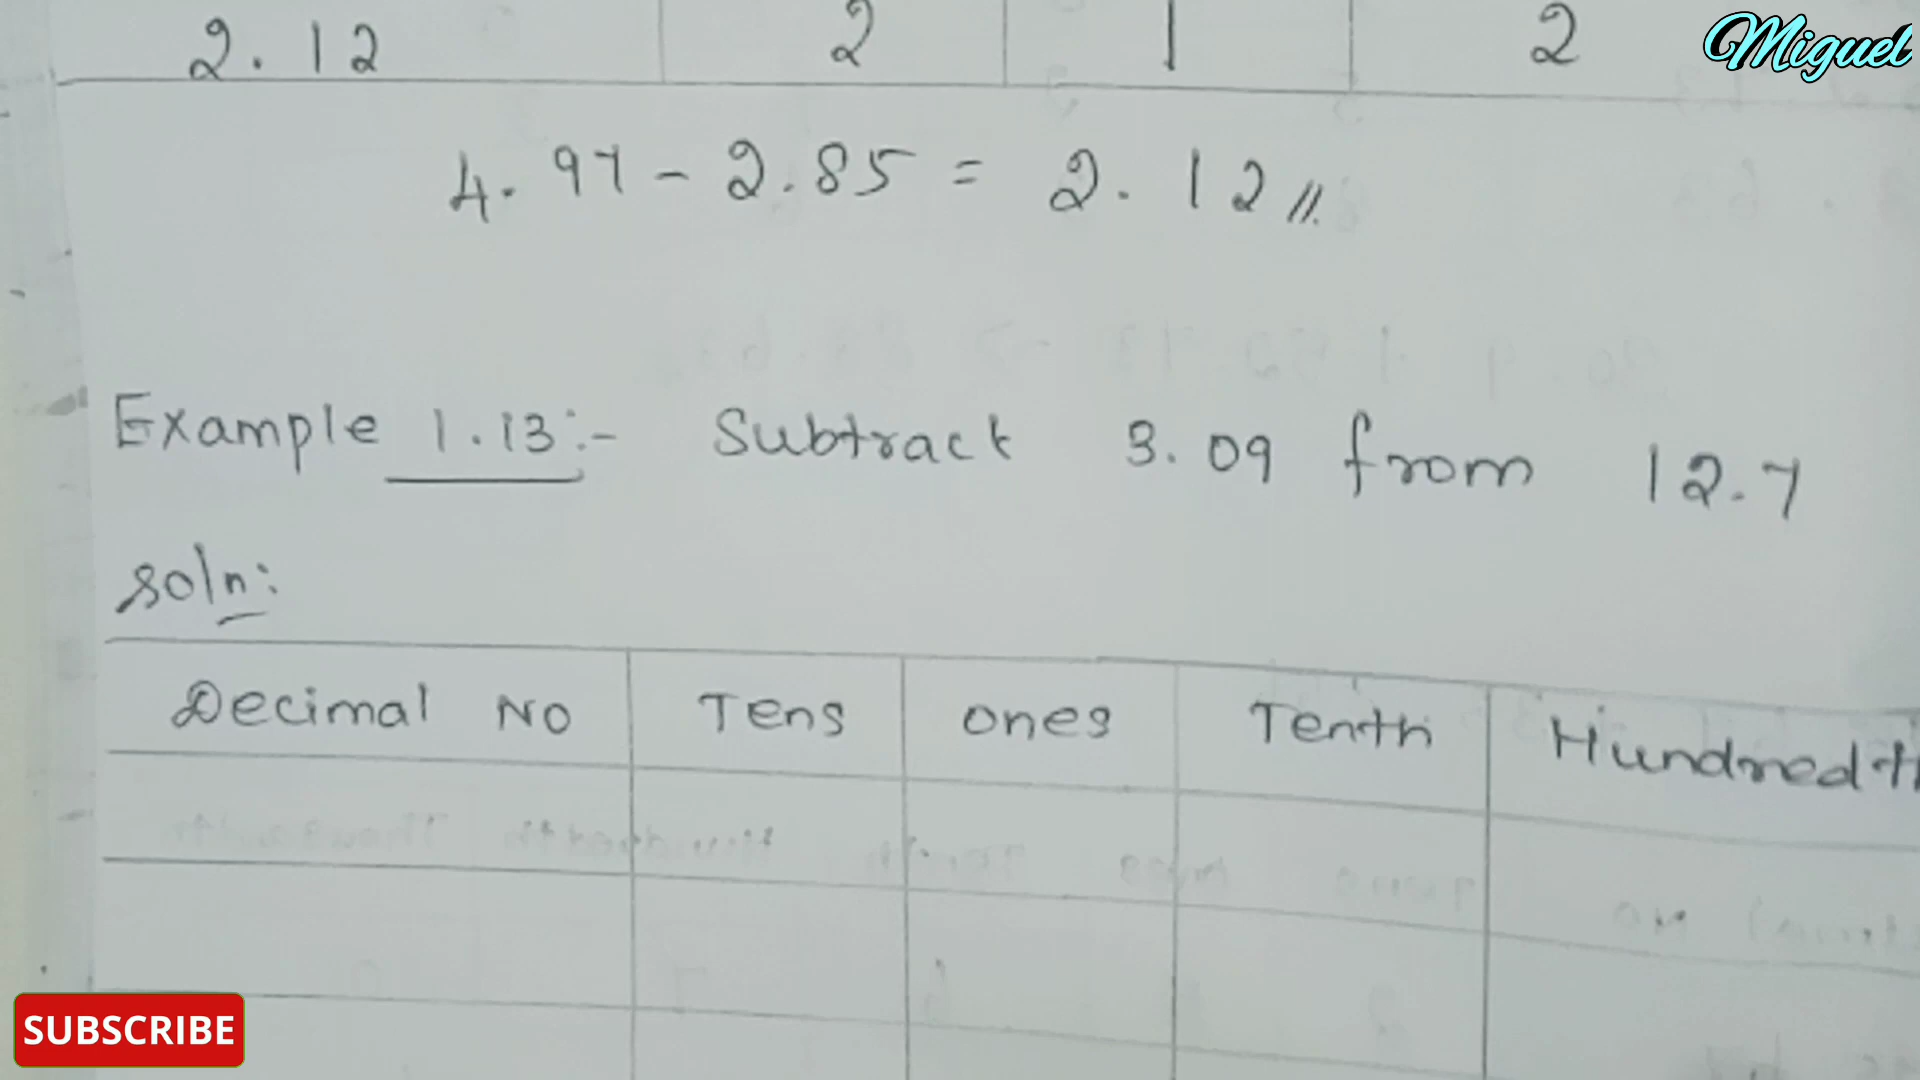 2.12 2 1 2
Miguel
4.97 - 2.85 = 2.12 //.
Example 1.13:- Subtract 3.09 from 12.7
Soln:
Decimal No Tens ones Tenth Hundredth
SUBSCRIBE